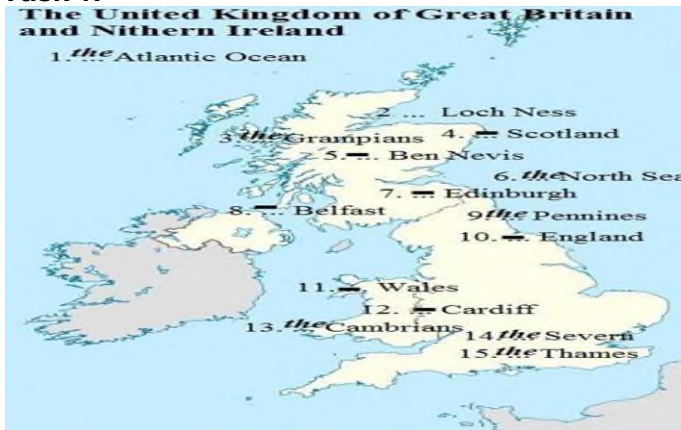 The United Kingdom of Great Britain
and Nithern Ireland
1. the ... Atlantic Ocean
2 ... Loch Ness
3. the Grampians
4. – Scotland
5. – .. Ben Nevis
6. the North Sea
7. ... – Edinburgh
8. – ... Belfast
9 the Pennines
10. – England
11. – Wales
12. ... – Cardiff
13. the Cambrians
14 the Severn
15. the Thames